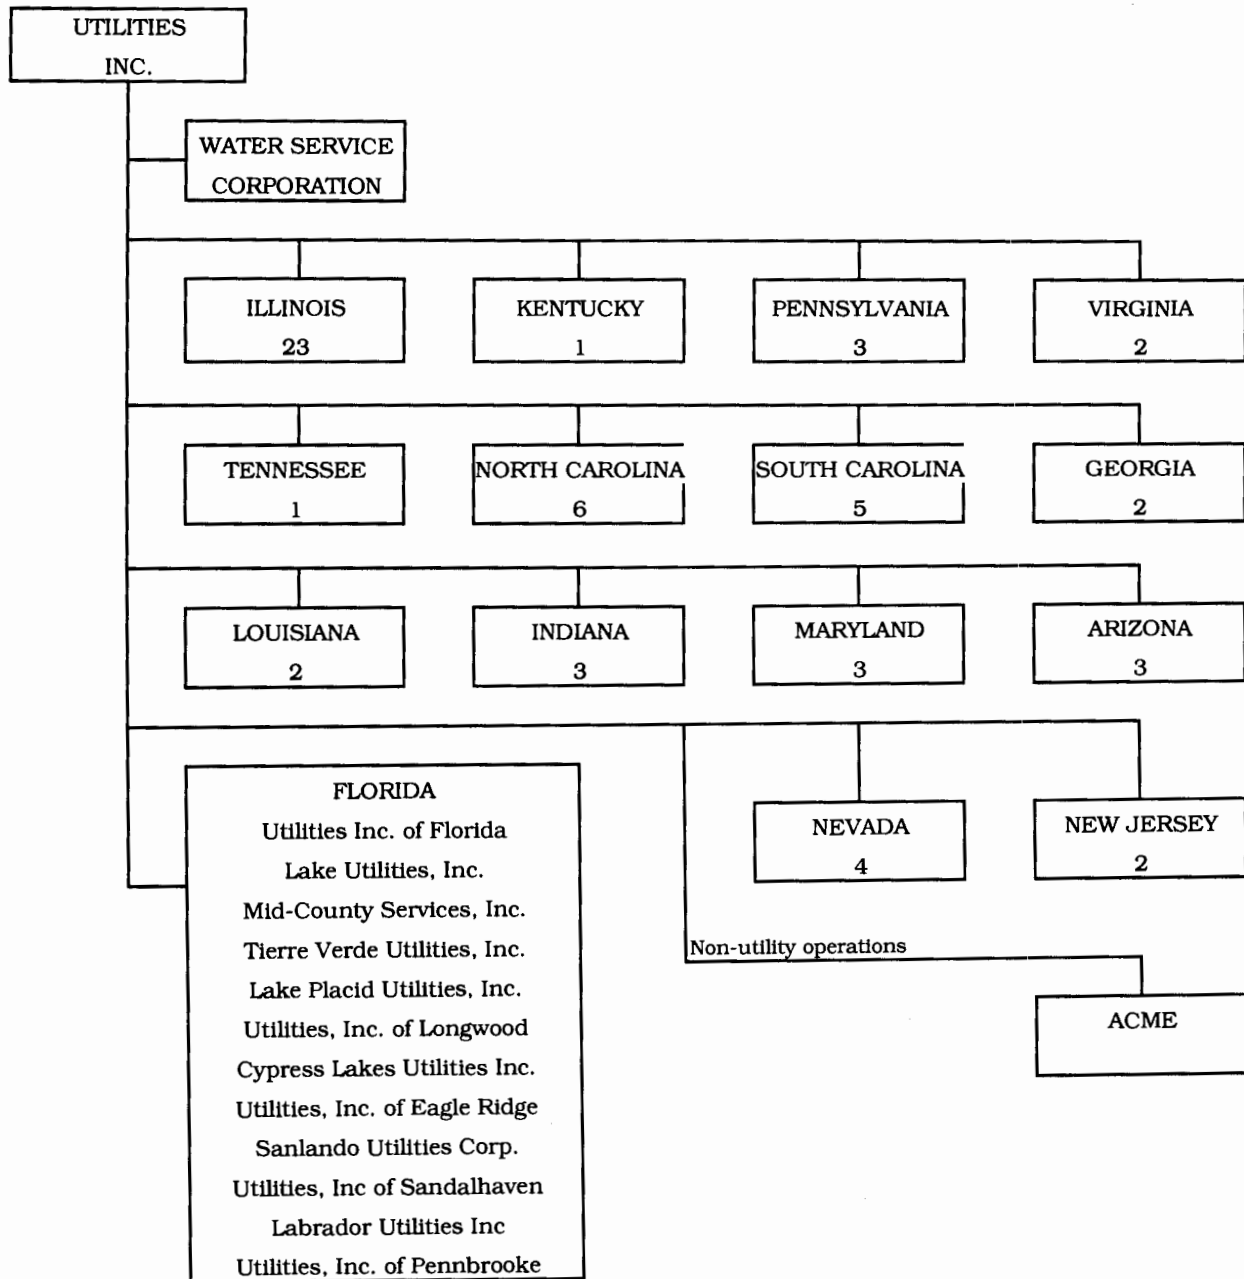 UTILITIES
INC.
WATER SERVICE
CORPORATION
ILLINOIS
23
KENTUCKY
1
PENNSYLVANIA
3
VIRGINIA
2
TENNESSEE
1
NORTH CAROLINA
6
SOUTH CAROLINA
5
GEORGIA
2
LOUISIANA
2
INDIANA
3
MARYLAND
3
ARIZONA
3
FLORIDA
Utilities Inc. of Florida
Lake Utilities, Inc.
Mid-County Services, Inc.
Tierre Verde Utilities, Inc.
Lake Placid Utilities, Inc.
Utilities, Inc. of Longwood
Cypress Lakes Utilities Inc.
Utilities, Inc. of Eagle Ridge
Sanlando Utilities Corp.
Utilities, Inc of Sandalhaven
Labrador Utilities Inc
Utilities, Inc. of Pennbrooke
NEVADA
4
NEW JERSEY
2
Non-utility operations
ACME